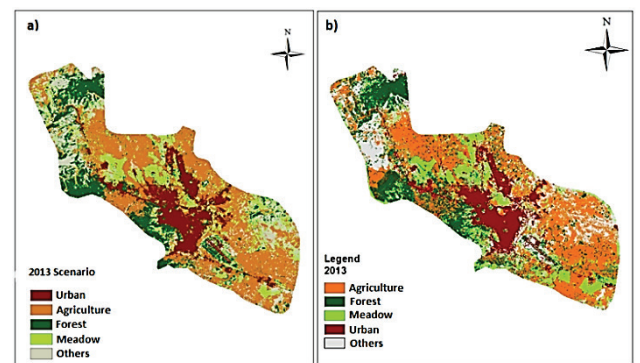 a)
N
2013 Scenario
Urban
Agriculture
Forest
Meadow
Others
b)
N
Legend
2013
Agriculture
Forest
Meadow
Urban
Others